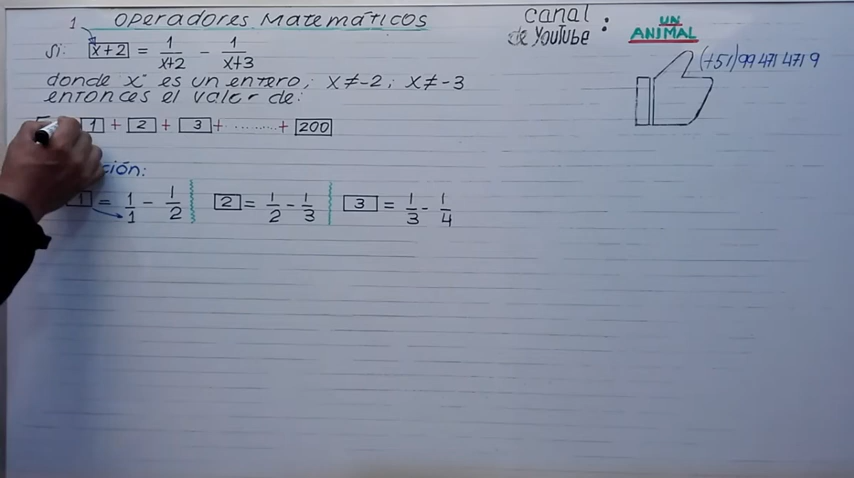 1 OPERADORES MATEMÁTICOS
canal de YouTube : UN ANIMAL
(+51) 994714719
Si: x+2 = 1/x+2 - 1/x+3
donde x es un entero; x≠-2; x≠-3
entonces el valor de:
1 + 2 + 3 + ......... + 200
ción:
1 = 1/1 - 1/2 2 = 1/2 - 1/3 3 = 1/3 - 1/4